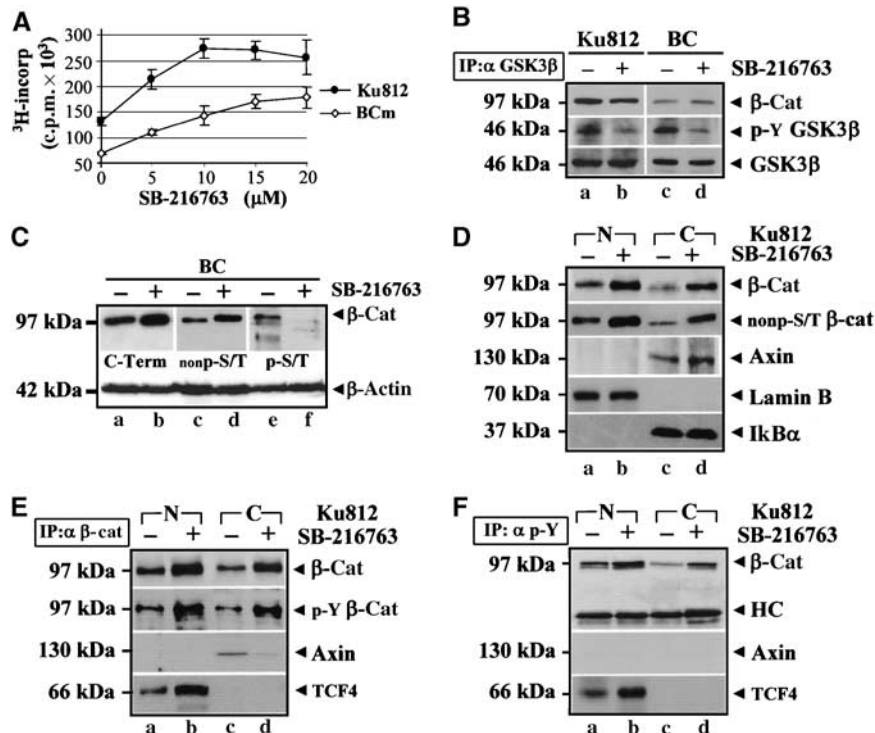 A
³H-incorp
(c.p.m. × 10³)
300
250
200
150
100
50
0 5 10 15 20
SB-216763 (μM)
Ku812
BCm
B
Ku812 BC
IP:α GSK3β
– + – + SB-216763
97 kDa β-Cat
46 kDa p-Y GSK3β
46 kDa GSK3β
a b c d
C
BC
– + – + – + SB-216763
97 kDa β-Cat
C-Term nonp-S/T p-S/T
42 kDa β-Actin
a b c d e f
D
N C Ku812
– + – + SB-216763
97 kDa β-Cat
97 kDa nonp-S/T β-cat
130 kDa Axin
70 kDa Lamin B
37 kDa IkBα
a b c d
E
N C Ku812
IP:α β-cat – + – + SB-216763
97 kDa β-Cat
97 kDa p-Y β-Cat
130 kDa Axin
66 kDa TCF4
a b c d
F
N C Ku812
IP: α p-Y – + – + SB-216763
97 kDa β-Cat
HC
130 kDa Axin
66 kDa TCF4
a b c d